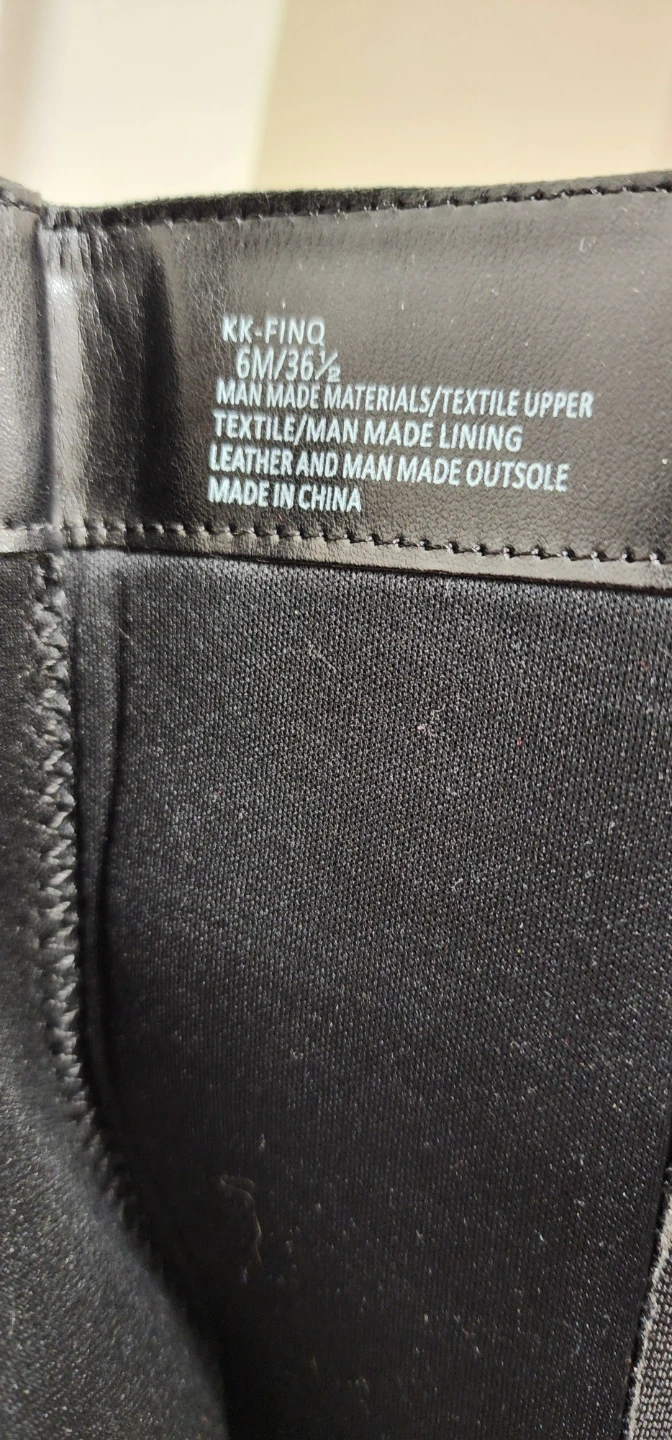 KK-FINQ
6M/36½
MAN MADE MATERIALS/TEXTILE UPPER
TEXTILE/MAN MADE LINING
LEATHER AND MAN MADE OUTSOLE
MADE IN CHINA